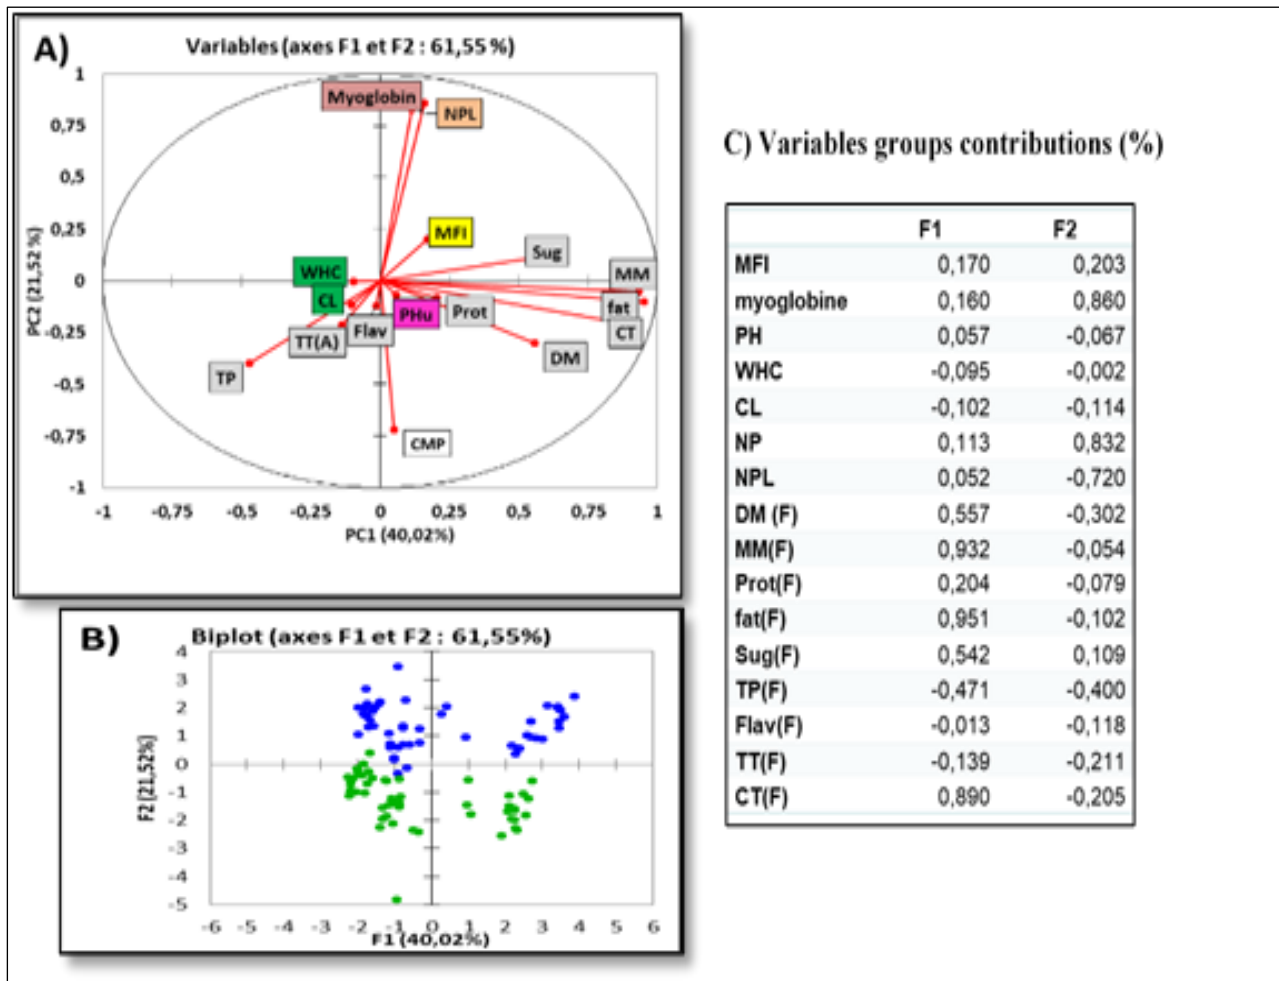 A)
Variables (axes F1 et F2 : 61,55 %)
1
0,75
0,5
0,25
0
-0,25
-0,5
-0,75
-1
PC2 (21,52 %)
Myoglobin
NPL
MFI
Sug
WHC
MM
CL
fat
PHu
Prot
CT
TT(A)
Flav
DM
TP
CMP
-1 -0,75 -0,5 -0,25 0 0,25 0,5 0,75 1
PC1 (40,02%)
B)
Biplot (axes F1 et F2 : 61,55%)
4
3
2
1
0
-1
-2
-3
-4
-5
F2 (21,52%)
-6 -5 -4 -3 -2 -1 0 1 2 3 4 5 6
F1 (40,02%)
C) Variables groups contributions (%)
F1 F2
MFI 0,170 0,203
myoglobine 0,160 0,860
PH 0,057 -0,067
WHC -0,095 -0,002
CL -0,102 -0,114
NP 0,113 0,832
NPL 0,052 -0,720
DM (F) 0,557 -0,302
MM(F) 0,932 -0,054
Prot(F) 0,204 -0,079
fat(F) 0,951 -0,102
Sug(F) 0,542 0,109
TP(F) -0,471 -0,400
Flav(F) -0,013 -0,118
TT(F) -0,139 -0,211
CT(F) 0,890 -0,205